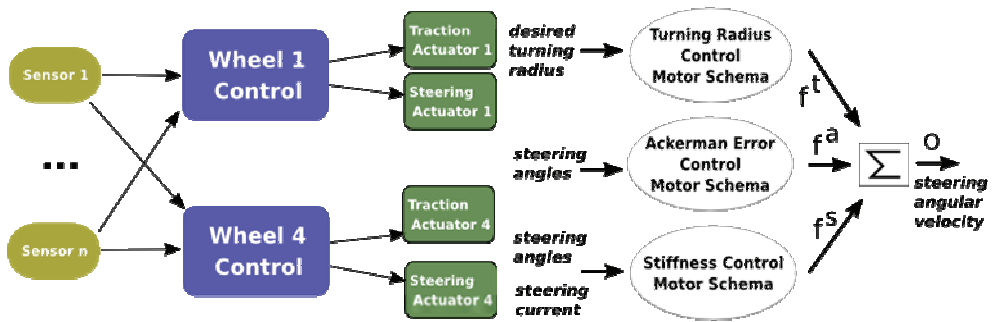 Sensor 1
...
Sensor n
Wheel 1
Control
Wheel 4
Control
Traction
Actuator 1
Steering
Actuator 1
Traction
Actuator 4
Steering
Actuator 4
desired
turning
radius
steering
angles
steering
angles
steering
current
Turning Radius
Control
Motor Schema
Ackerman Error
Control
Motor Schema
Stiffness Control
Motor Schema
f^t
f^a
f^s
Σ
O
steering
angular
velocity